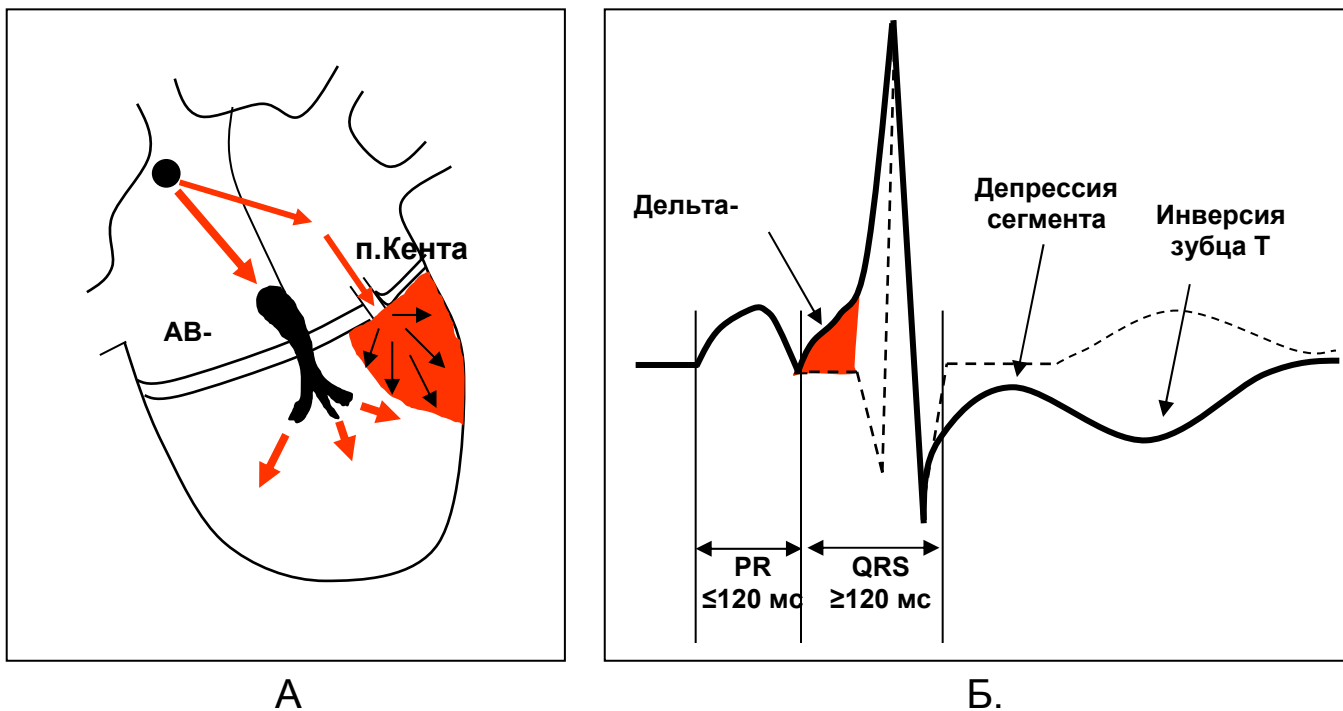 п.Кента
АВ-
А
Дельта-
Депрессия
сегмента
Инверсия
зубца Т
PR
≤120 мс
QRS
≥120 мс
Б.